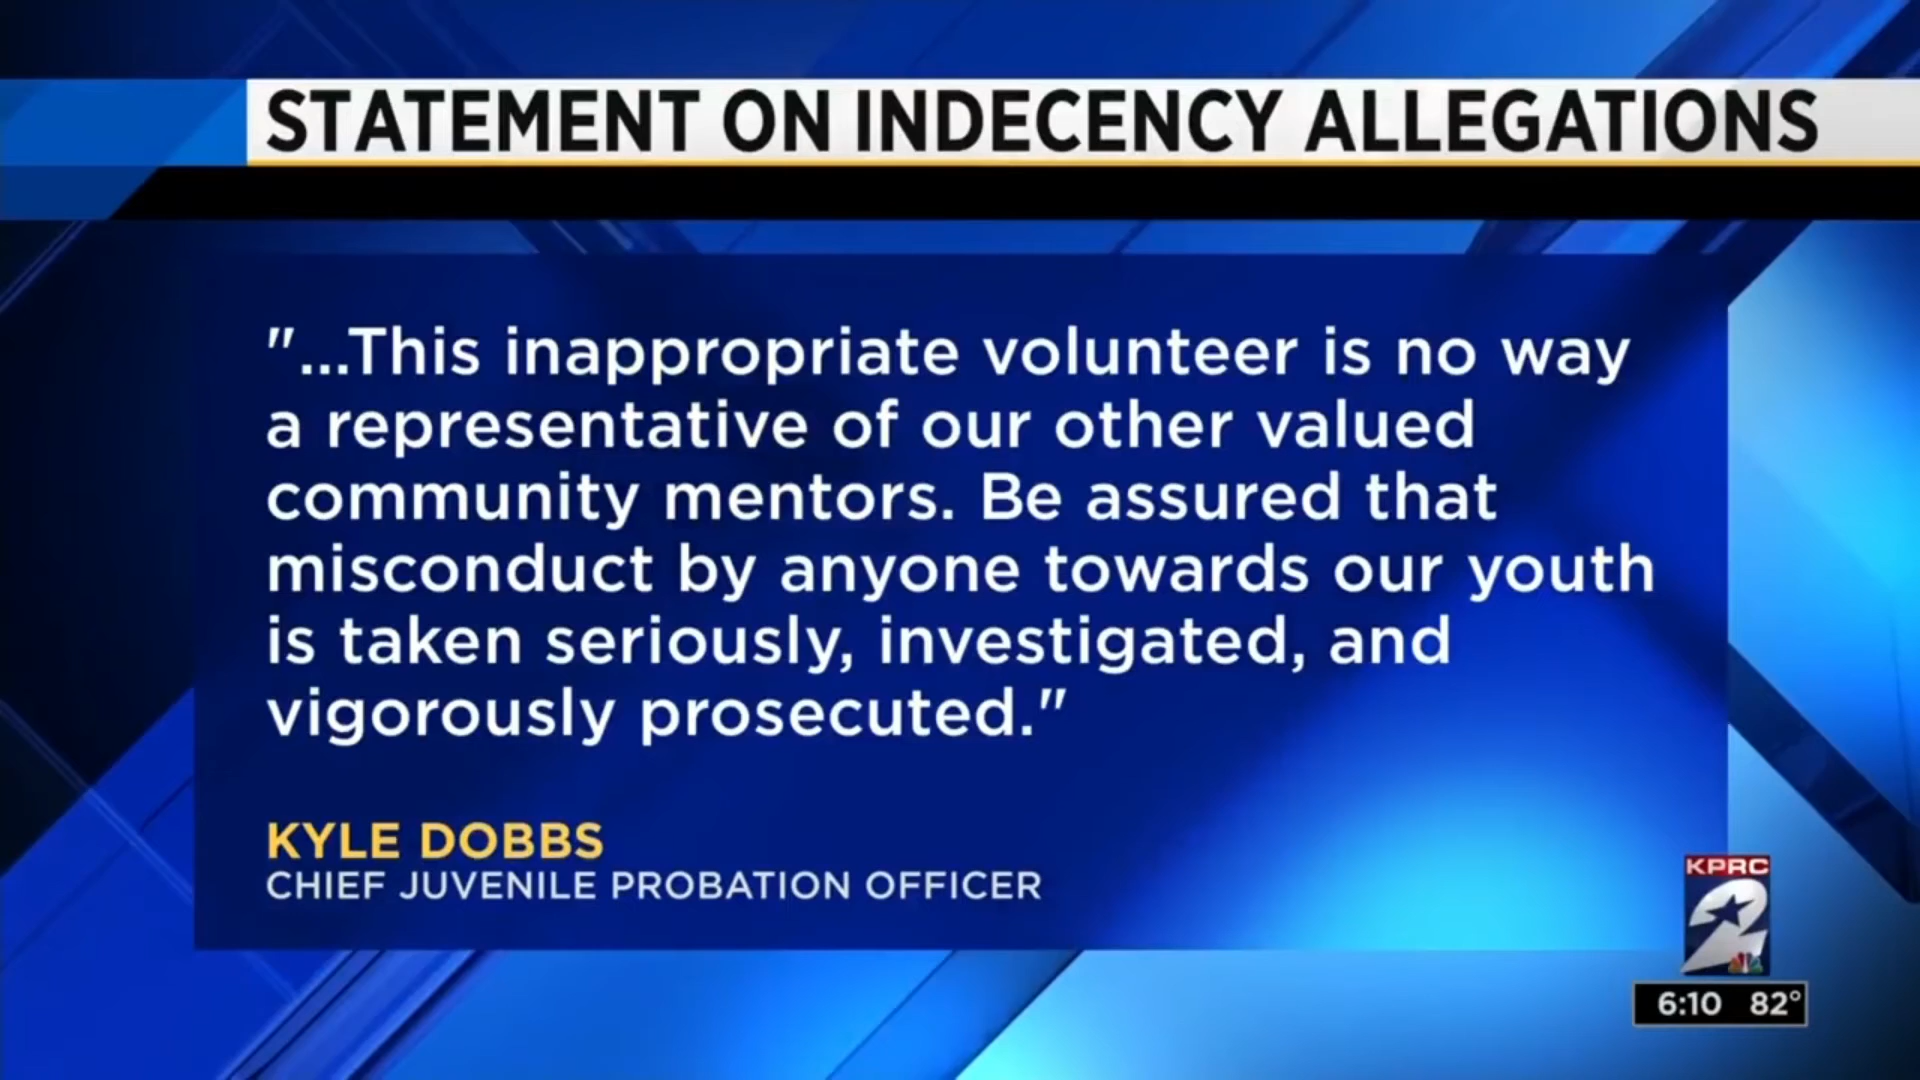 STATEMENT ON INDECENCY ALLEGATIONS
"...This inappropriate volunteer is no way
a representative of our other valued
community mentors. Be assured that
misconduct by anyone towards our youth
is taken seriously, investigated, and
vigorously prosecuted."
KYLE DOBBS
CHIEF JUVENILE PROBATION OFFICER
KPRC
2
6:10 82°